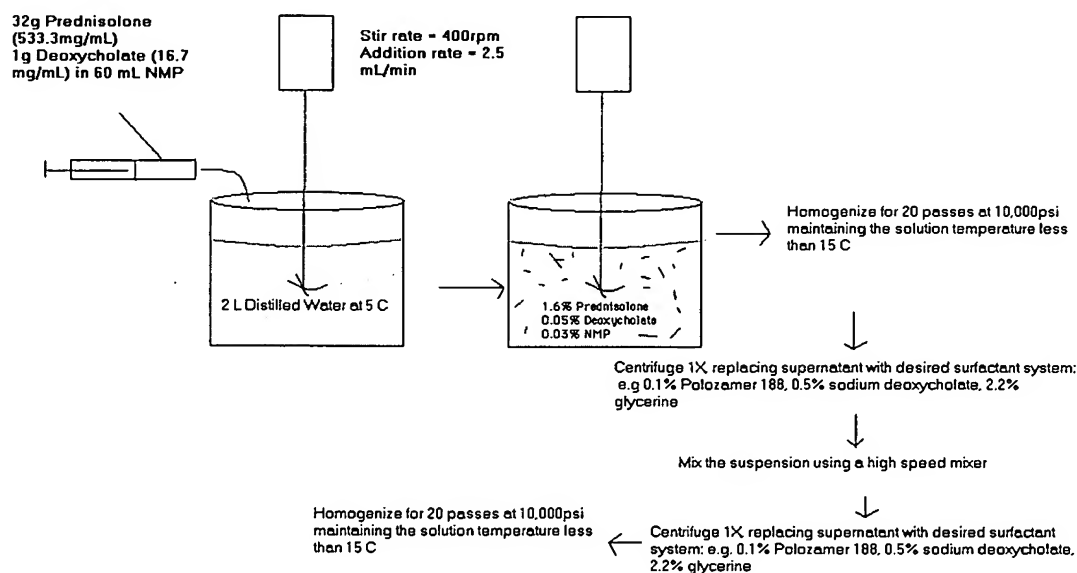 32g Prednisolone
(533.3mg/mL)
1g Deoxycholate (16.7
mg/mL) in 60 mL NMP
Stir rate = 400rpm
Addition rate = 2.5
mL/min
2 L Distilled Water at 5 C
1.6% Prednisolone
0.05% Deoxycholate
0.03% NMP
Homogenize for 20 passes at 10,000psi
maintaining the solution temperature less
than 15 C
Centrifuge 1X, replacing supernatant with desired surfactant system:
e.g 0.1% Polozamer 188, 0.5% sodium deoxycholate, 2.2%
glycerine
Mix the suspension using a high speed mixer
Centrifuge 1X, replacing supernatant with desired surfactant
system: e.g. 0.1% Polozamer 188, 0.5% sodium deoxycholate,
2.2% glycerine
Homogenize for 20 passes at 10,000psi
maintaining the solution temperature less
than 15 C